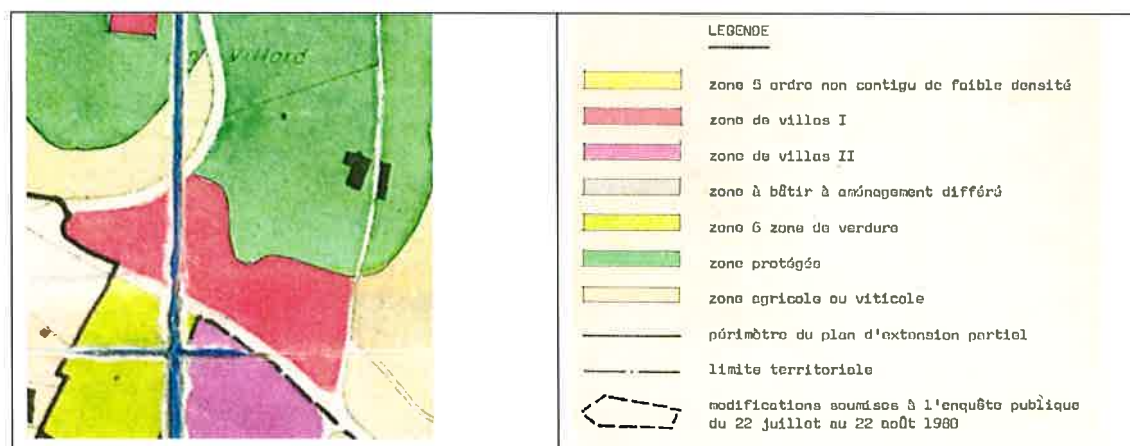 Villard
LEGENDE
zone 5 ordre non contigu de faible densité
zone de villas I
zone de villas II
zone à bâtir à aménagement différé
zone 6 zone de verdure
zone protégée
zone agricole ou viticole
périmètre du plan d'extension partiel
limite territoriale
modifications soumises à l'enquête publique
du 22 juillet au 22 août 1980